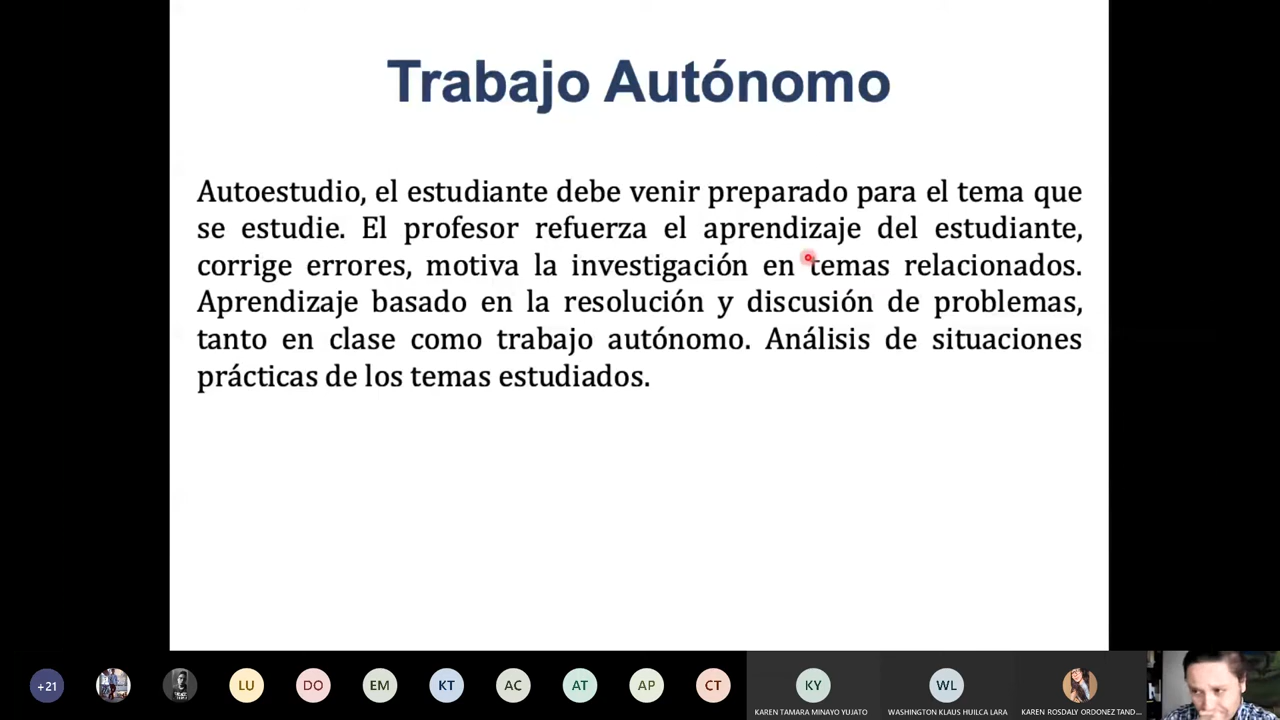 Trabajo Autónomo
Autoestudio, el estudiante debe venir preparado para el tema que
se estudie. El profesor refuerza el aprendizaje del estudiante,
corrige errores, motiva la investigación en temas relacionados.
Aprendizaje basado en la resolución y discusión de problemas,
tanto en clase como trabajo autónomo. Análisis de situaciones
prácticas de los temas estudiados.
+21 LU DO EM KT AC AT AP CT KY WL
KAREN TAMARA MINAYO YUJATO WASHINGTON KLAUS HUILCA LARA KAREN ROSDALY ORDONEZ TAND...